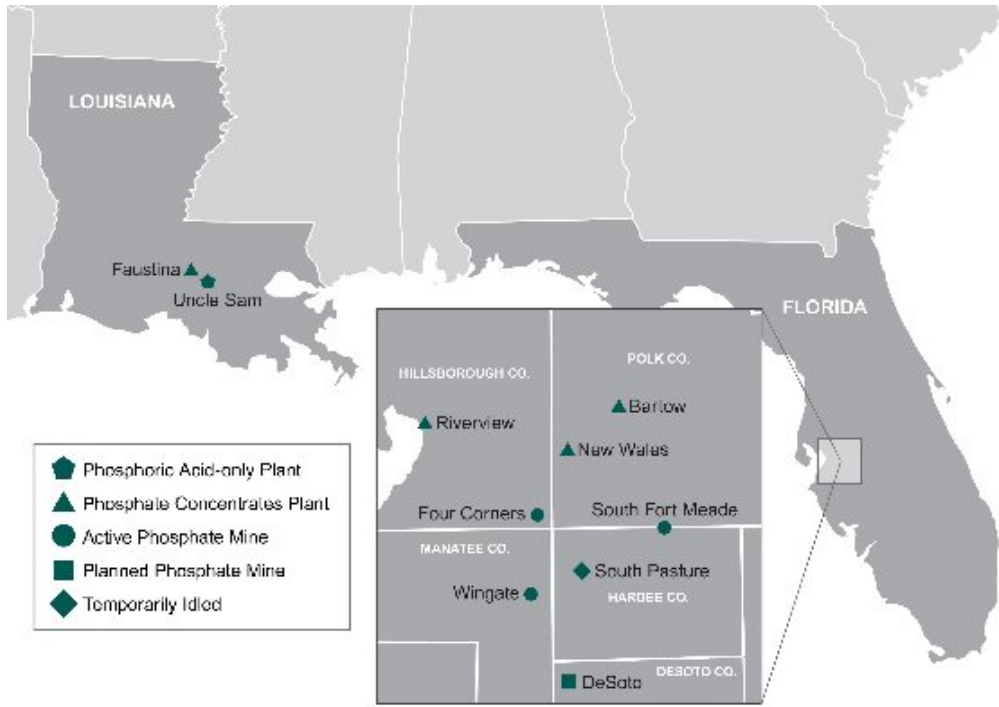 LOUISIANA
Faustina
Uncle Sam
FLORIDA
HILLSBOROUGH CO.
POLK CO.
Riverview
Bartow
New Wales
Four Corners
South Fort Meade
MANATEE CO.
Wingate
South Pasture
HARDEE CO.
DESOTO CO.
DeSoto
Phosphoric Acid-only Plant
Phosphate Concentrates Plant
Active Phosphate Mine
Planned Phosphate Mine
Temporarily Idled